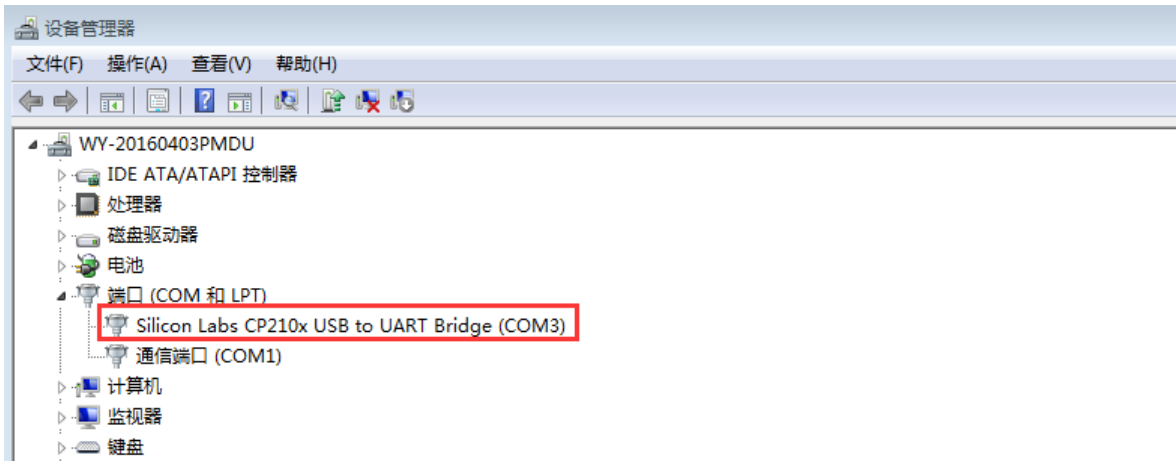 设备管理器
文件(F) 操作(A) 查看(V) 帮助(H)
WY-20160403PMDU
IDE ATA/ATAPI 控制器
处理器
磁盘驱动器
电池
端口 (COM 和 LPT)
Silicon Labs CP210x USB to UART Bridge (COM3)
通信端口 (COM1)
计算机
监视器
键盘